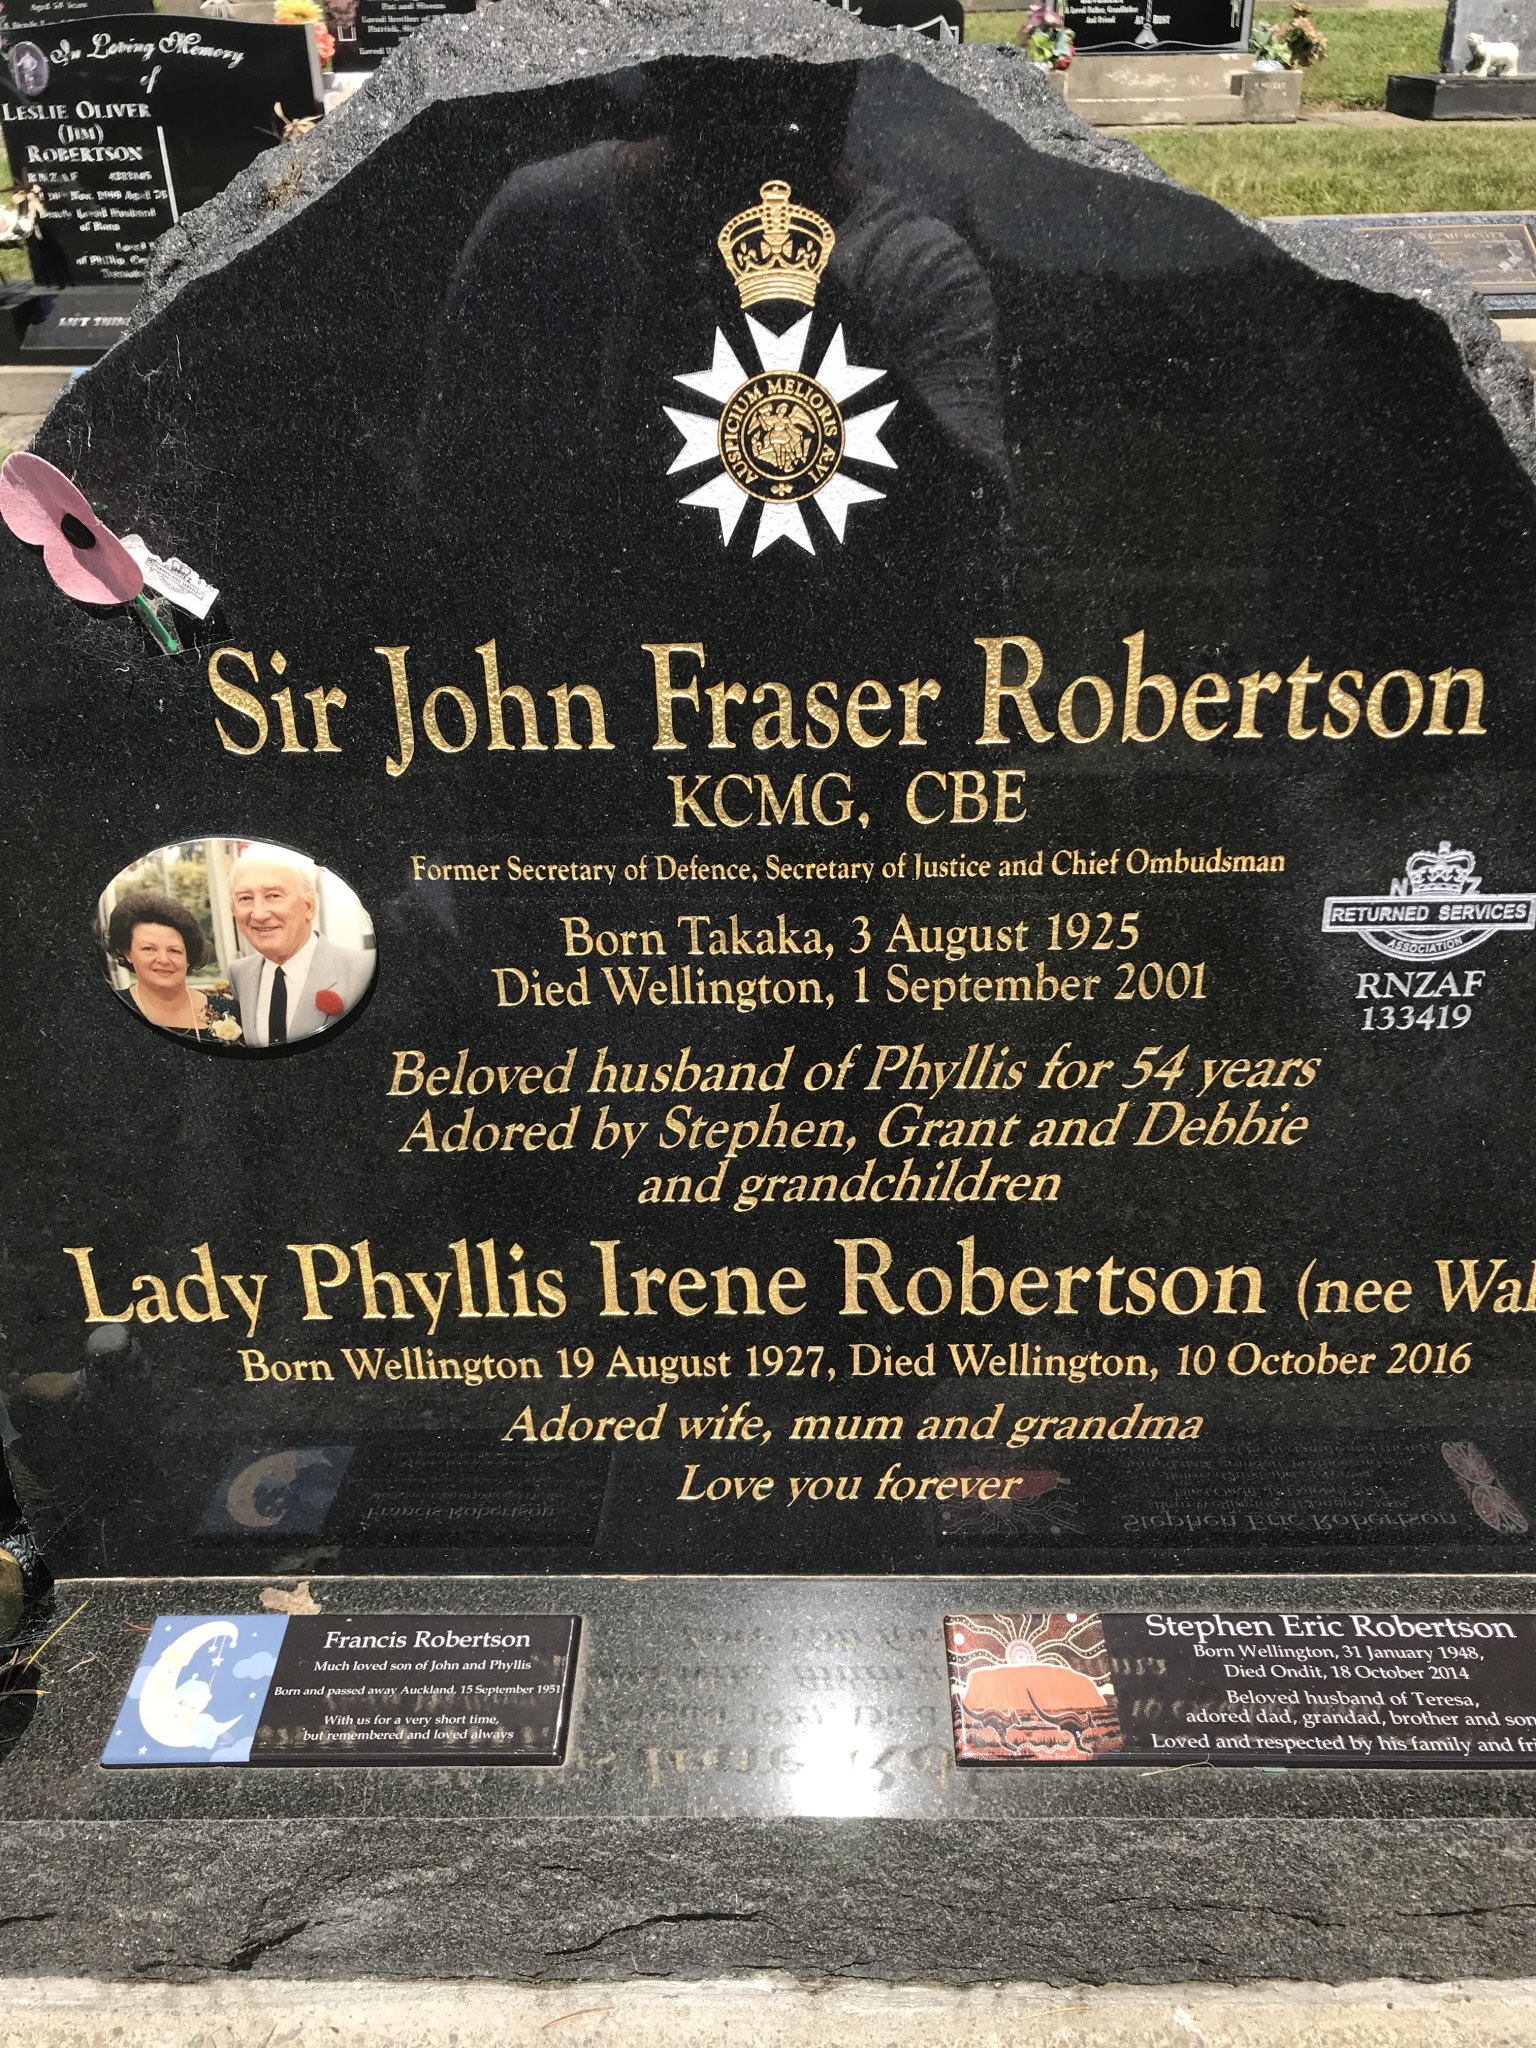 In Loving Memory
of
LESLIE OLIVER
(JIM)
ROBERTSON
RNZAF
LIFT
AUSPICIUM MELIORIS ÆVI
Sir John Fraser Robertson
KCMG, CBE
Former Secretary of Defence, Secretary of Justice and Chief Ombudsman
Born Takaka, 3 August 1925
Died Wellington, 1 September 2001
NZ
RETURNED SERVICES
ASSOCIATION
RNZAF
133419
Beloved husband of Phyllis for 54 years
Adored by Stephen, Grant and Debbie
and grandchildren
Lady Phyllis Irene Robertson (nee Wal
Born Wellington 19 August 1927, Died Wellington, 10 October 2016
Adored wife, mum and grandma
Love you forever
Francis Robertson
Much loved son of John and Phyllis
Born and passed away Auckland, 15 September 1951
With us for a very short time,
but remembered and loved always
Stephen Eric Robertson
Born Wellington, 31 January 1948,
Died Ondit, 18 October 2014
Beloved husband of Teresa,
adored dad, grandad, brother and son
Loved and respected by his family and fri